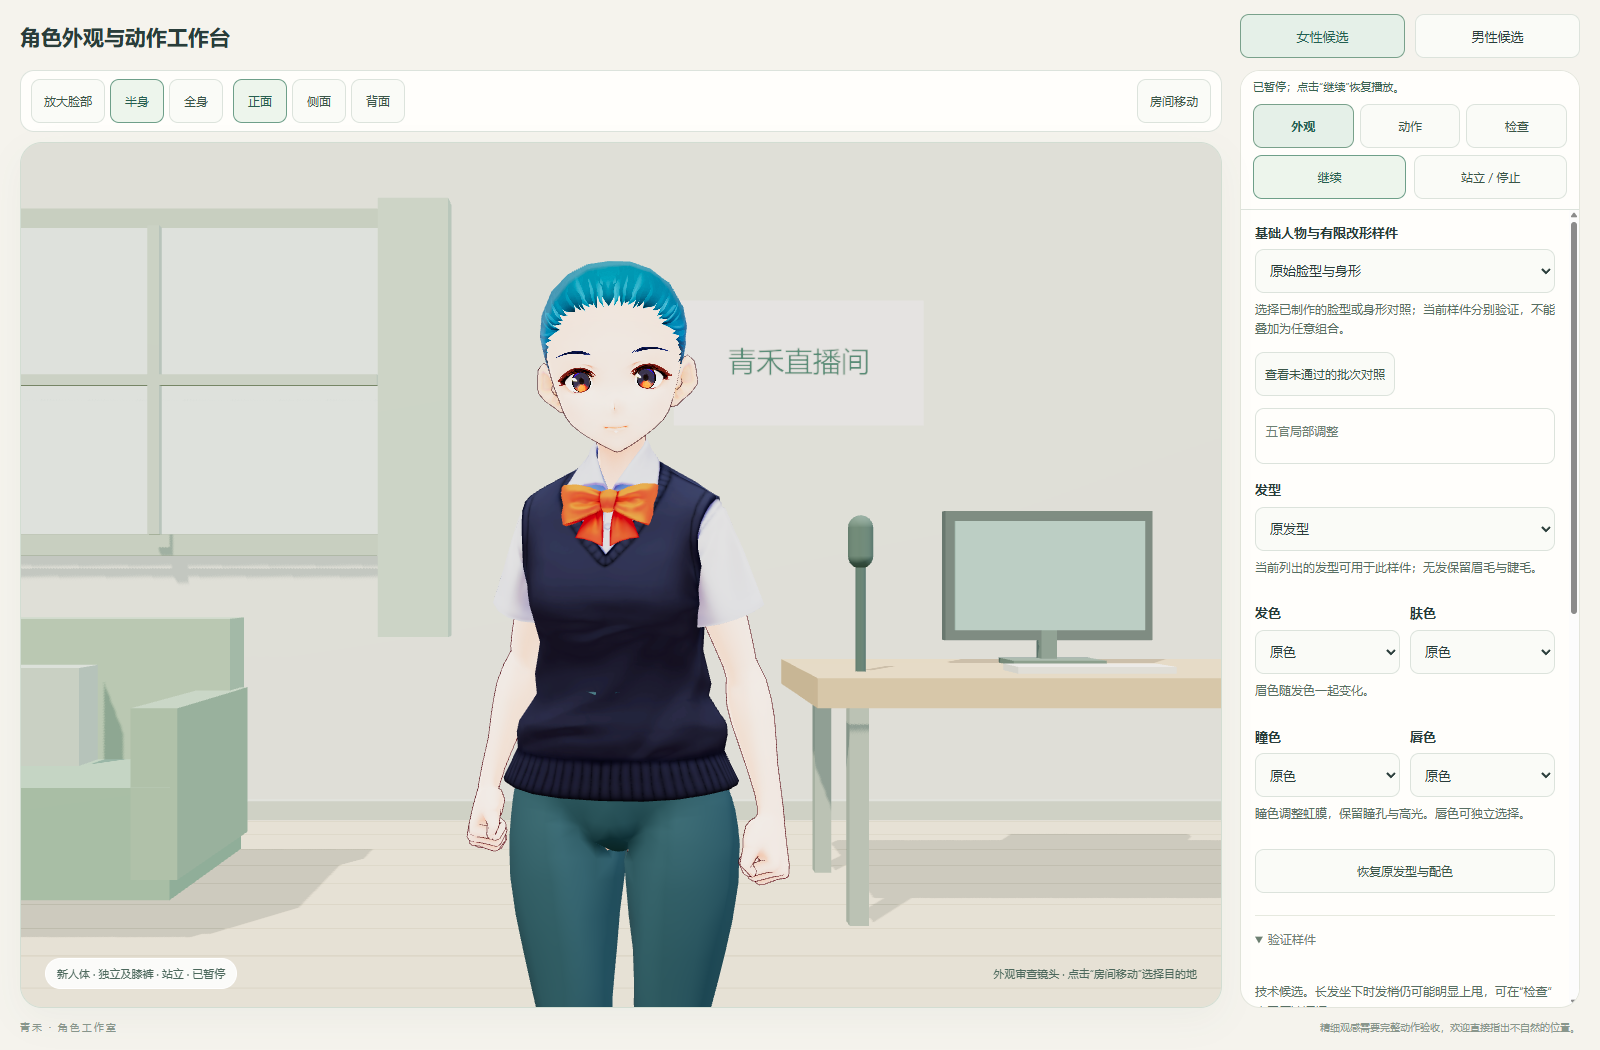 角色外观与动作工作台
女性候选
男性候选
放大脸部
半身
全身
正面
侧面
背面
房间移动
已暂停；点击“继续”恢复播放。
外观
动作
检查
继续
站立 / 停止
青禾直播间
基础人物与有限改形样件
原始脸型与身形
选择已制作的脸型或身形对照；当前样件分别验证，不能
叠加为任意组合。
查看未通过的批次对照
五官局部调整
发型
原发型
当前列出的发型可用于此样件；无发保留眉毛与睫毛。
发色
肤色
原色
原色
眉色随发色一起变化。
瞳色
唇色
原色
原色
瞳色调整虹膜，保留瞳孔与高光。唇色可独立选择。
恢复原发型与配色
▼ 验证样件
技术候选。长发坐下时发梢仍可能明显上甩，可在“检查”
新人体 · 独立及膝裤 · 站立 · 已暂停
外观审查镜头 · 点击“房间移动”选择目的地
青禾 · 角色工作室
精细观感需要完整动作验收，欢迎直接指出不自然的位置。